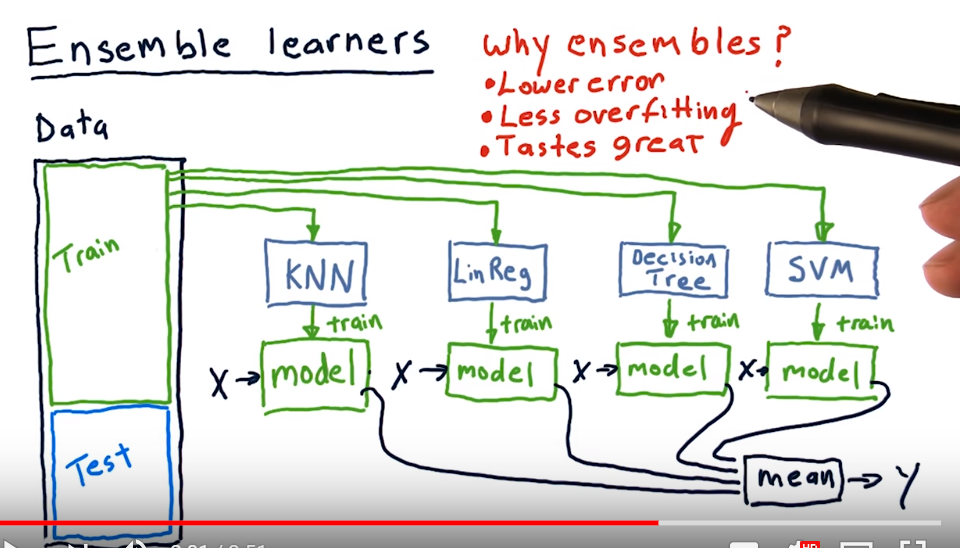 Ensemble learners
Why ensembles?
• Lower error
• Less overfitting
• Tastes great
Data
Train
KNN
LinReg
Decision
Tree
SVM
train
train
train
train
X
model
X
model
X
model
X
model
Test
mean
Y
HD